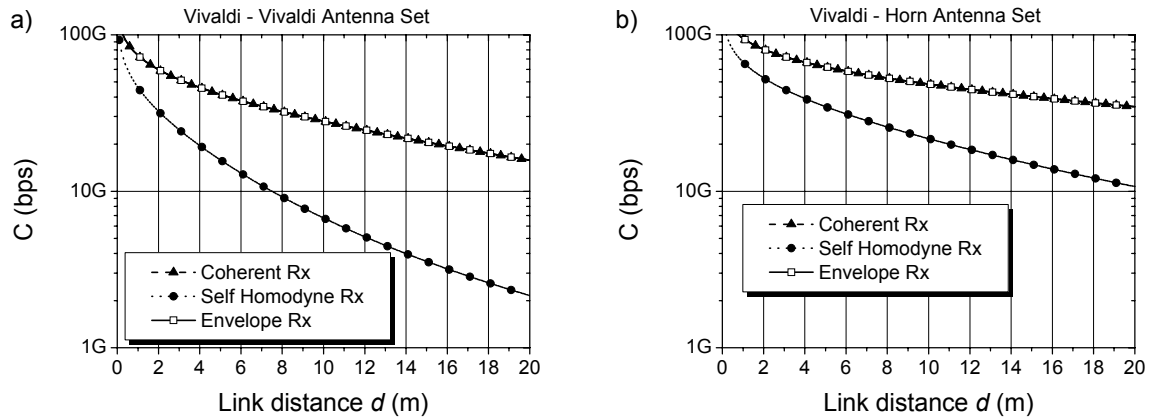 a)
Vivaldi - Vivaldi Antenna Set
100G
10G
1G
C (bps)
Coherent Rx
Self Homodyne Rx
Envelope Rx
0 2 4 6 8 10 12 14 16 18 20
Link distance d (m)
b)
Vivaldi - Horn Antenna Set
100G
10G
1G
C (bps)
Coherent Rx
Self Homodyne Rx
Envelope Rx
0 2 4 6 8 10 12 14 16 18 20
Link distance d (m)